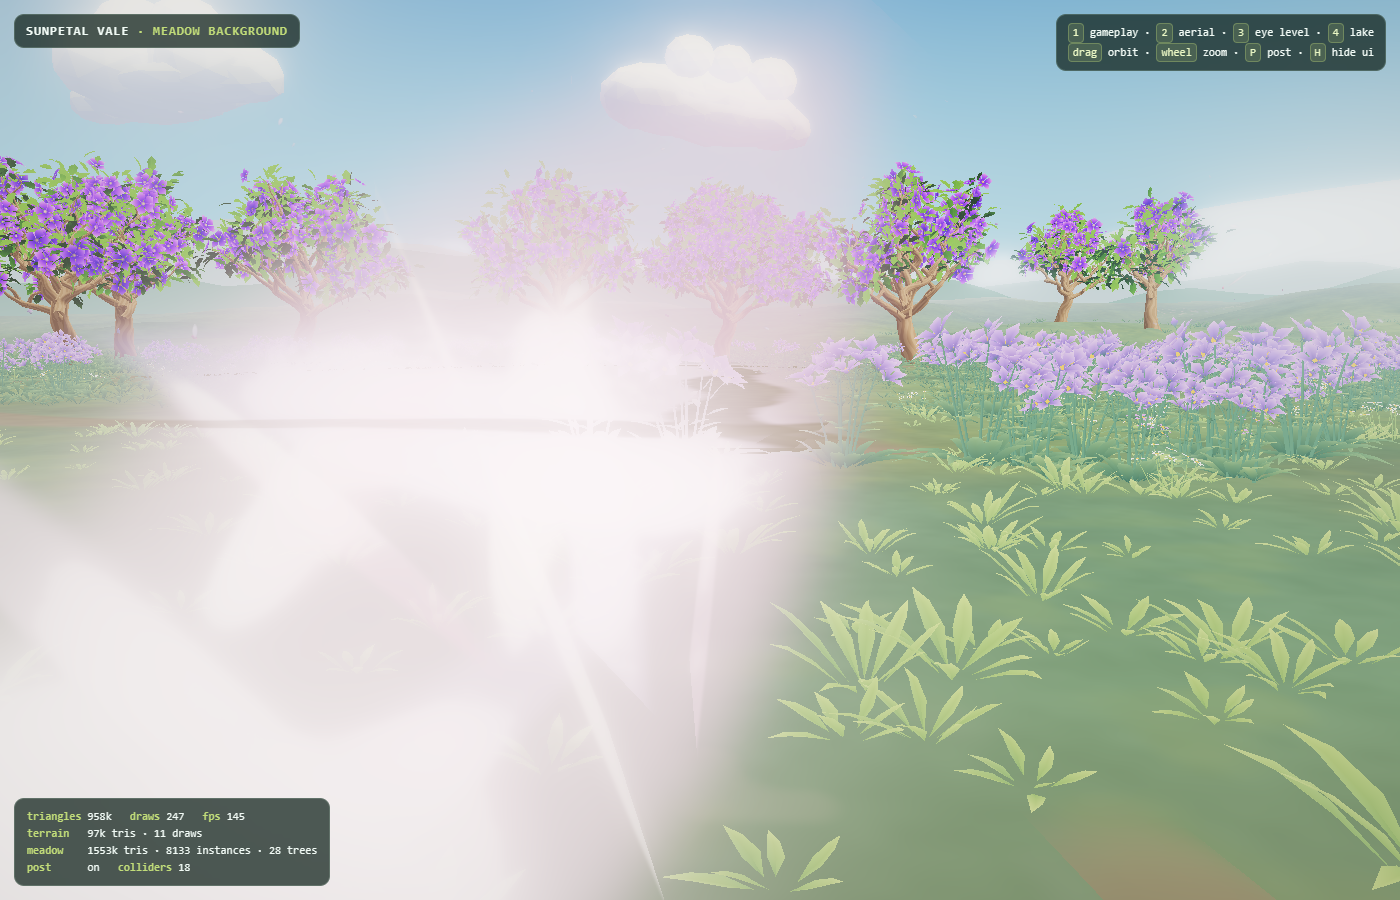 SUNPETAL VALE · MEADOW BACKGROUND
1 gameplay · 2 aerial · 3 eye level · 4 lake
drag orbit · wheel zoom · P post · H hide ui
triangles 958k draws 247 fps 145
terrain 97k tris · 11 draws
meadow 1553k tris · 8133 instances · 28 trees
post on colliders 18